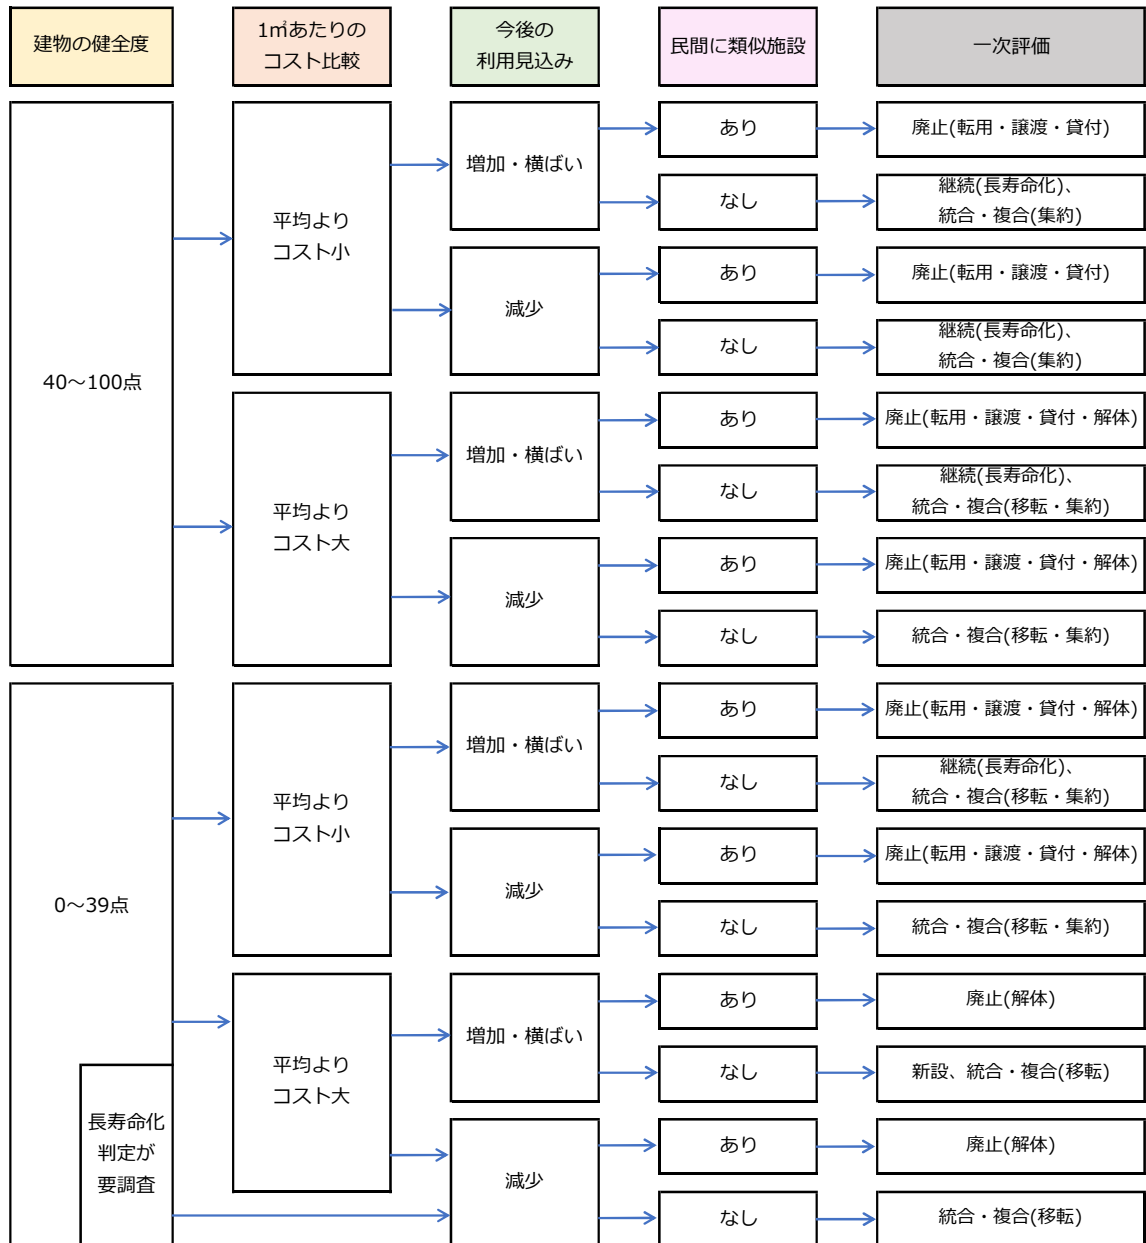 建物の健全度
1㎡あたりの
コスト比較
今後の
利用見込み
民間に類似施設
一次評価
40～100点
平均より
コスト小
増加・横ばい
あり
廃止(転用・譲渡・貸付)
なし
継続(長寿命化)、
統合・複合(集約)
減少
あり
廃止(転用・譲渡・貸付)
なし
継続(長寿命化)、
統合・複合(集約)
平均より
コスト大
増加・横ばい
あり
廃止(転用・譲渡・貸付・解体)
なし
継続(長寿命化)、
統合・複合(移転・集約)
減少
あり
廃止(転用・譲渡・貸付・解体)
なし
統合・複合(移転・集約)
0～39点
平均より
コスト小
増加・横ばい
あり
廃止(転用・譲渡・貸付・解体)
なし
継続(長寿命化)、
統合・複合(移転・集約)
減少
あり
廃止(転用・譲渡・貸付・解体)
なし
統合・複合(移転・集約)
平均より
コスト大
増加・横ばい
あり
廃止(解体)
なし
新設、統合・複合(移転)
長寿命化
判定が
要調査
減少
あり
廃止(解体)
なし
統合・複合(移転)